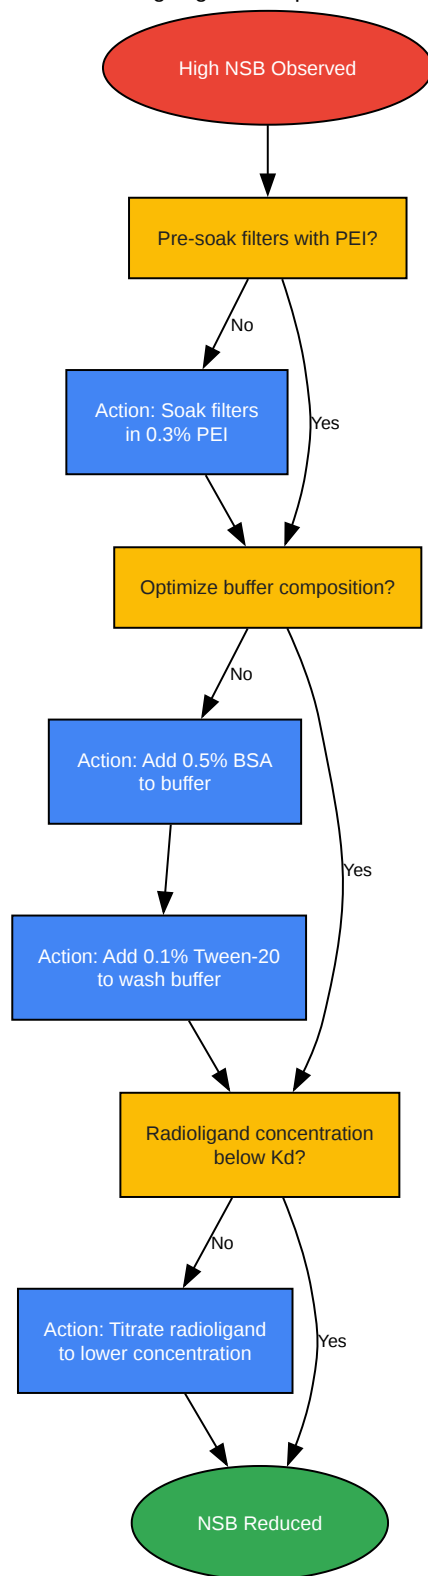 High NSB Observed
Pre-soak filters with PEI?
No
Yes
Action: Soak filters
in 0.3% PEI
Optimize buffer composition?
No
Yes
Action: Add 0.5% BSA
to buffer
Action: Add 0.1% Tween-20
to wash buffer
Radioligand concentration
below Kd?
No
Yes
Action: Titrate radioligand
to lower concentration
NSB Reduced